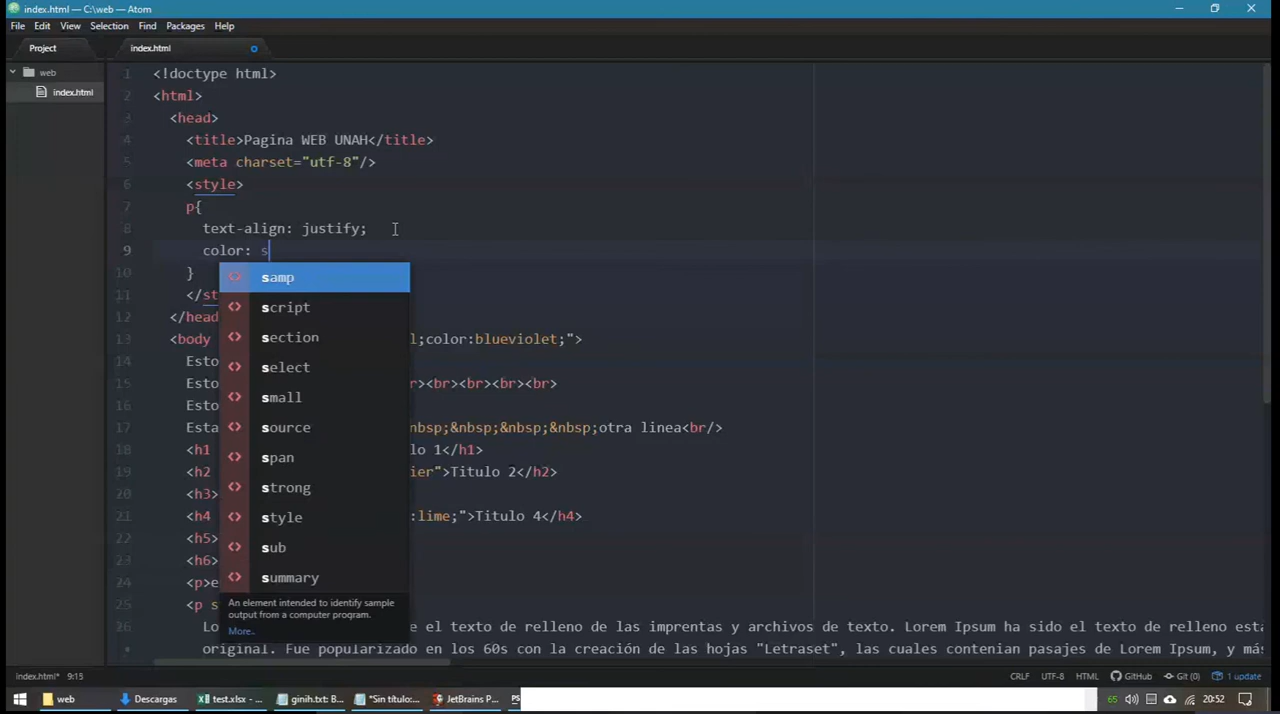 index.html — C:\web — Atom
File Edit View Selection Find Packages Help
Project
index.html
web
index.html
1 <!doctype html>
2 <html>
3 <head>
4 <title>Pagina WEB UNAH</title>
5 <meta charset="utf-8"/>
6 <style>
7 p{
8 text-align: justify;
9 color: s
10 }
11 </st
12 </head
13 <body l;color:blueviolet;">
14 Esto
15 Esto r><br><br><br><br>
16 Esto
17 Esta nbsp;&nbsp;&nbsp;&nbsp;otra linea<br/>
18 <h1 lo 1</h1>
19 <h2 ier">Titulo 2</h2>
20 <h3>
21 <h4 :lime;">Titulo 4</h4>
22 <h5>
23 <h6>
24 <p>e
25 <p s
26 Lo e el texto de relleno de las imprentas y archivos de texto. Lorem Ipsum ha sido el texto de relleno está
original. Fue popularizado en los 60s con la creación de las hojas "Letraset", las cuales contenian pasajes de Lorem Ipsum, y más
samp
script
section
select
small
source
span
strong
style
sub
summary
An element intended to identify sample
output from a computer program.
More..
index.html* 9:15 CRLF UTF-8 HTML GitHub Git (0) 1 update
web Descargas test.xlsx - ... ginih.txt: B... "Sin título:... JetBrains P... PS 65 20:52